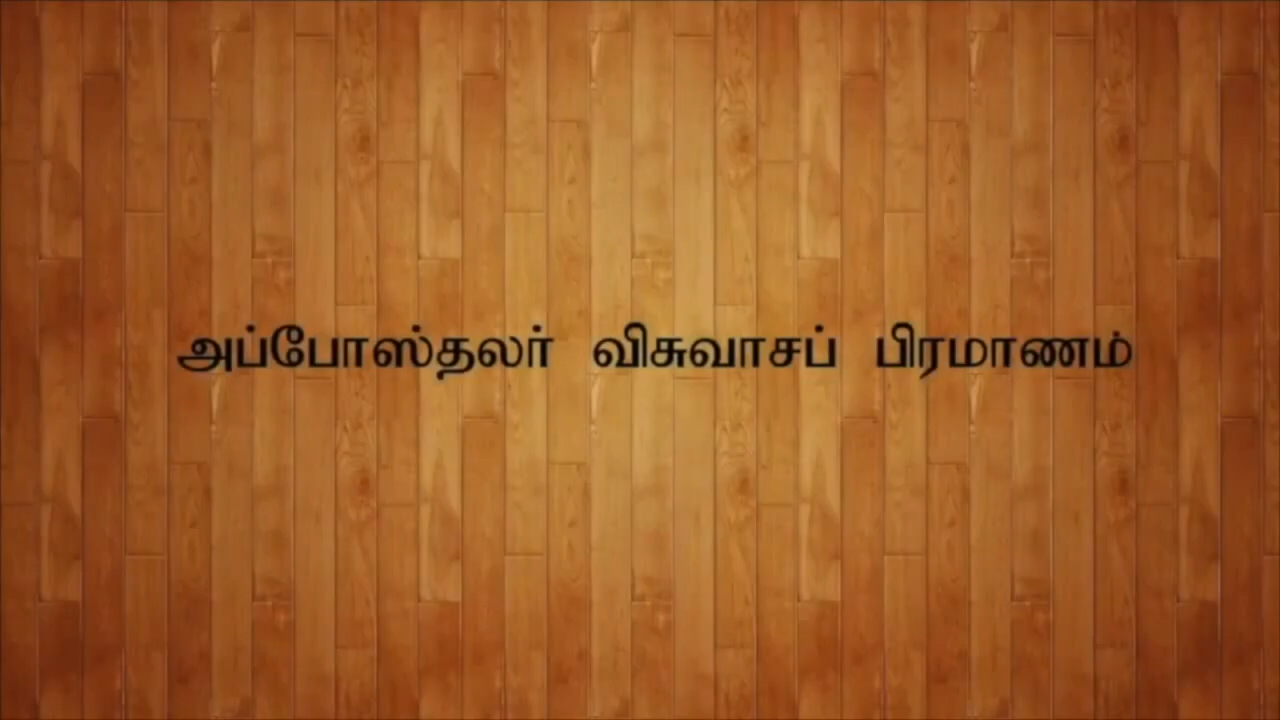 அப்போஸ்தலர் விசுவாசப் பிரமாணம்